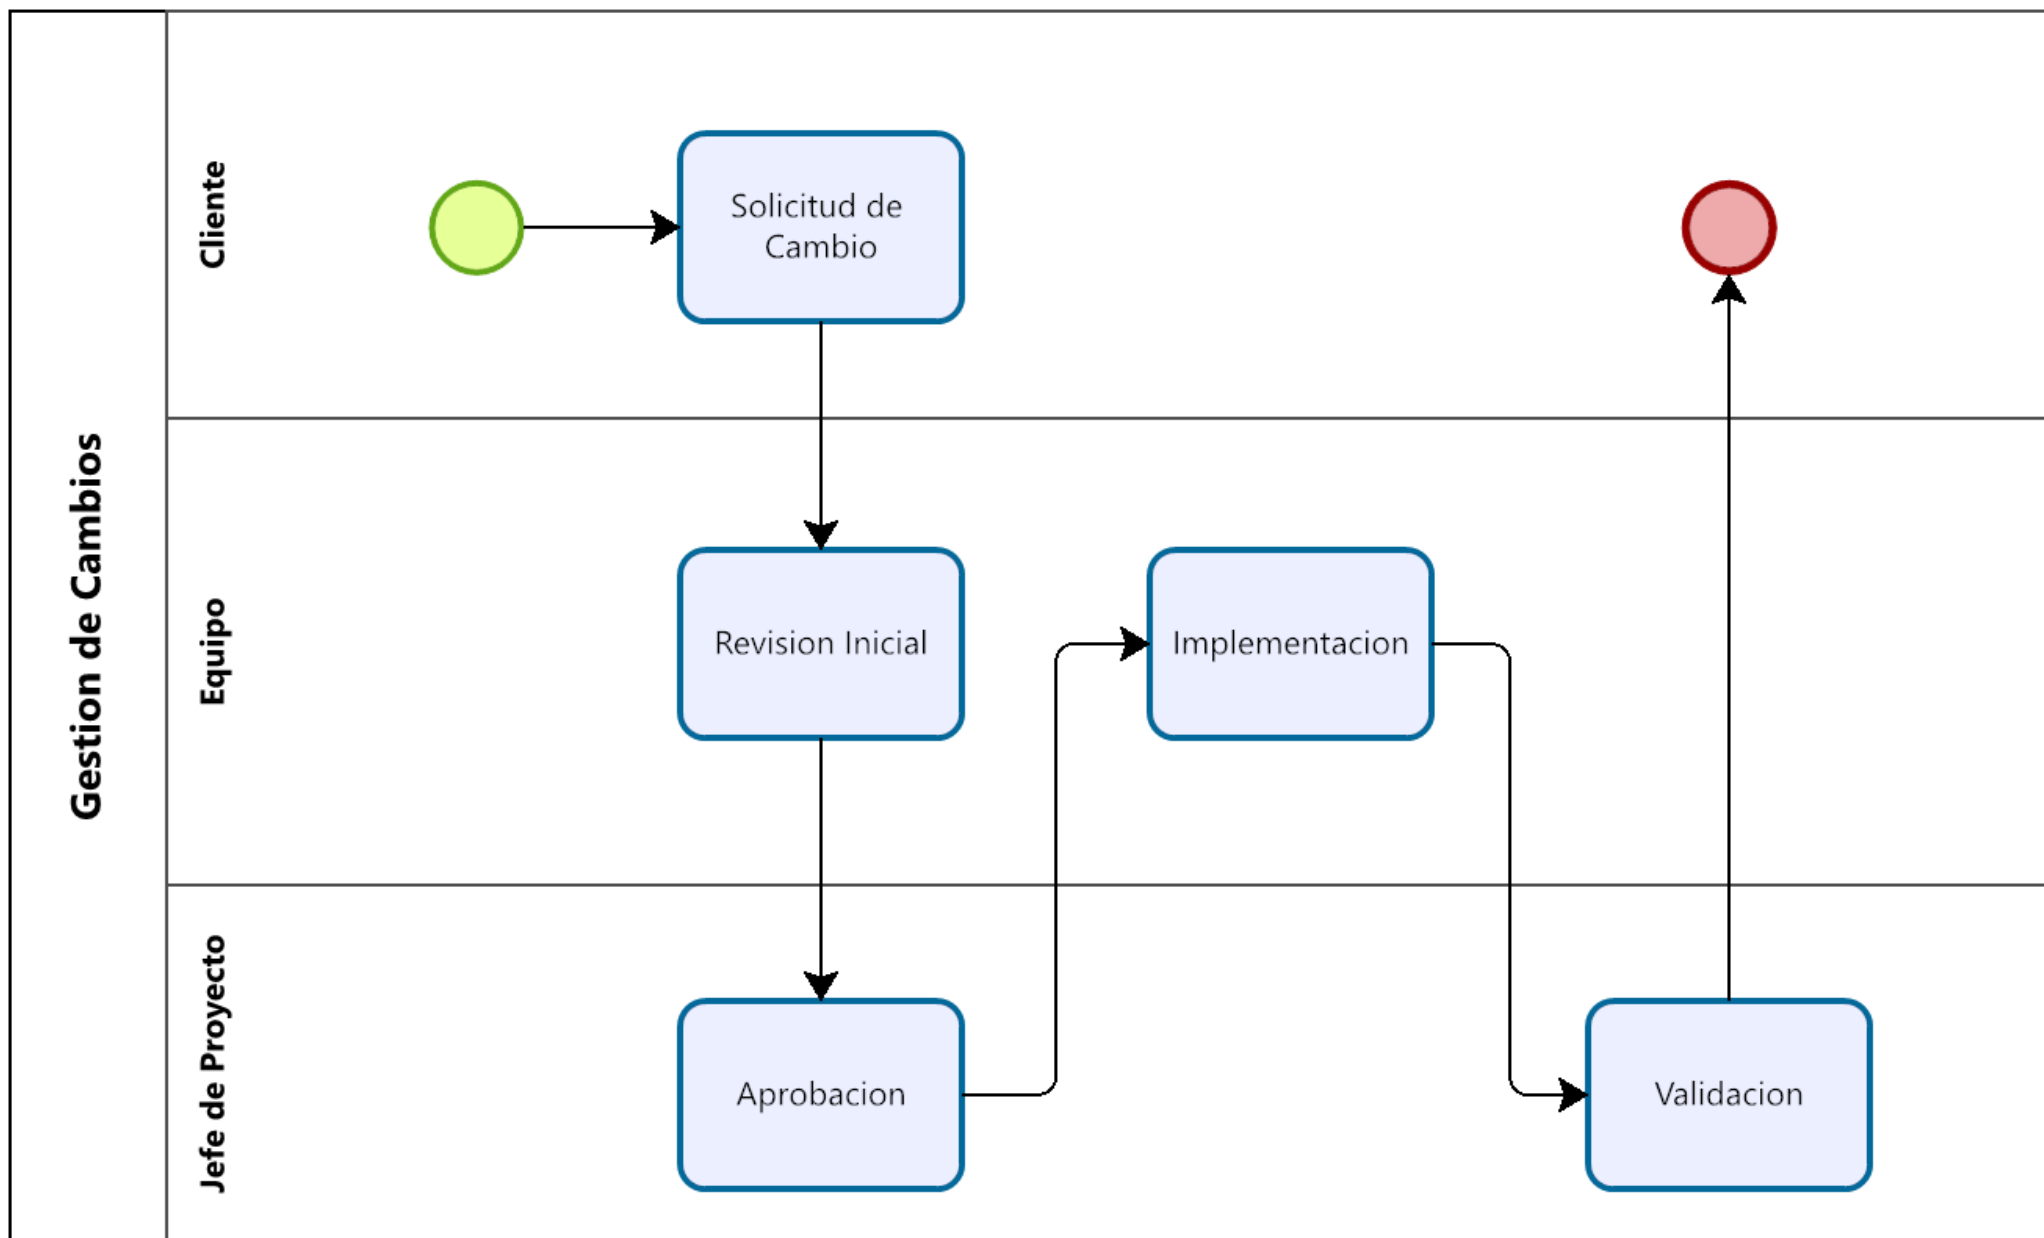 Gestion de Cambios
Cliente
Solicitud de
Cambio
Equipo
Revision Inicial
Implementacion
Jefe de Proyecto
Aprobacion
Validacion